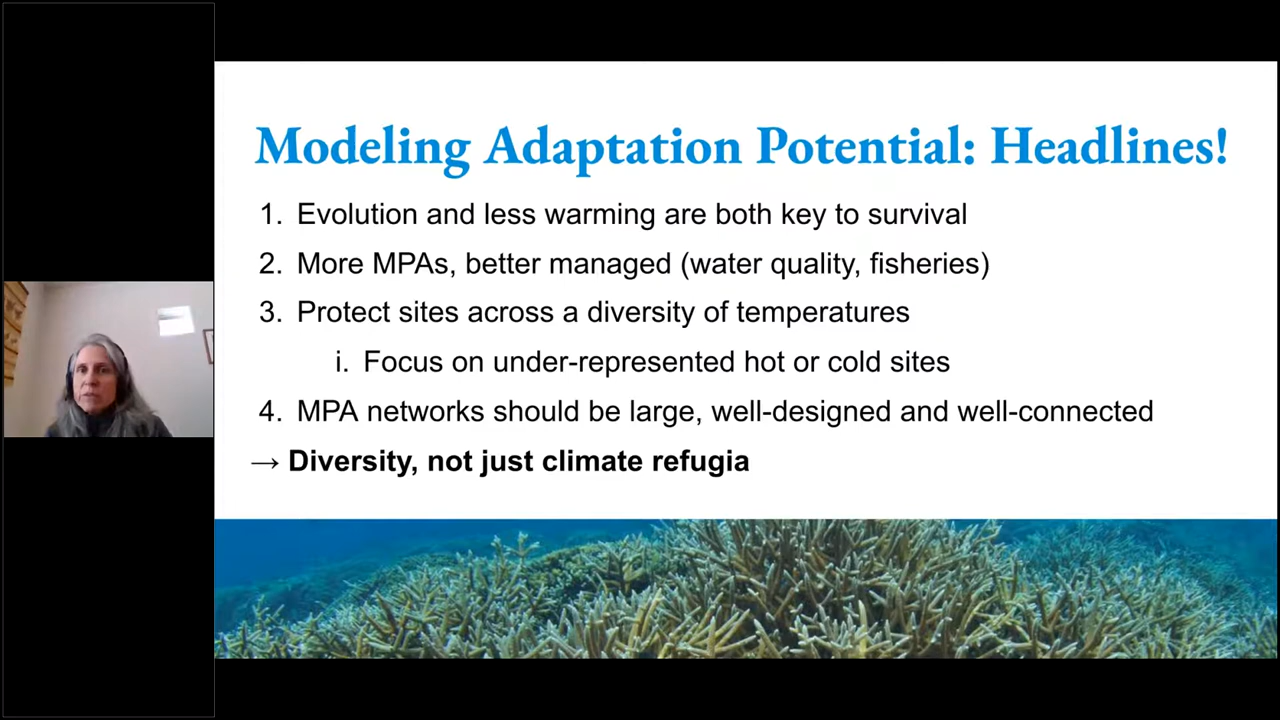 Modeling Adaptation Potential: Headlines!
1. Evolution and less warming are both key to survival
2. More MPAs, better managed (water quality, fisheries)
3. Protect sites across a diversity of temperatures
i. Focus on under-represented hot or cold sites
4. MPA networks should be large, well-designed and well-connected
→ Diversity, not just climate refugia